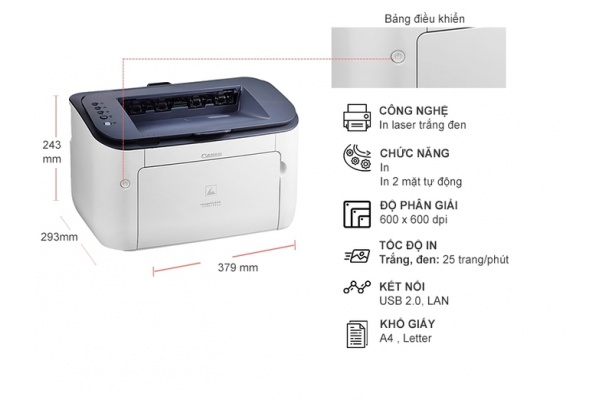 Bảng điều khiển
CÔNG NGHỆ
In laser trắng đen
CHỨC NĂNG
In
In 2 mặt tự động
ĐỘ PHÂN GIẢI
600 x 600 dpi
TỐC ĐỘ IN
Trắng, đen: 25 trang/phút
KẾT NỐI
USB 2.0, LAN
KHỔ GIẤY
A4 , Letter
243
mm
293mm
379 mm
Canon